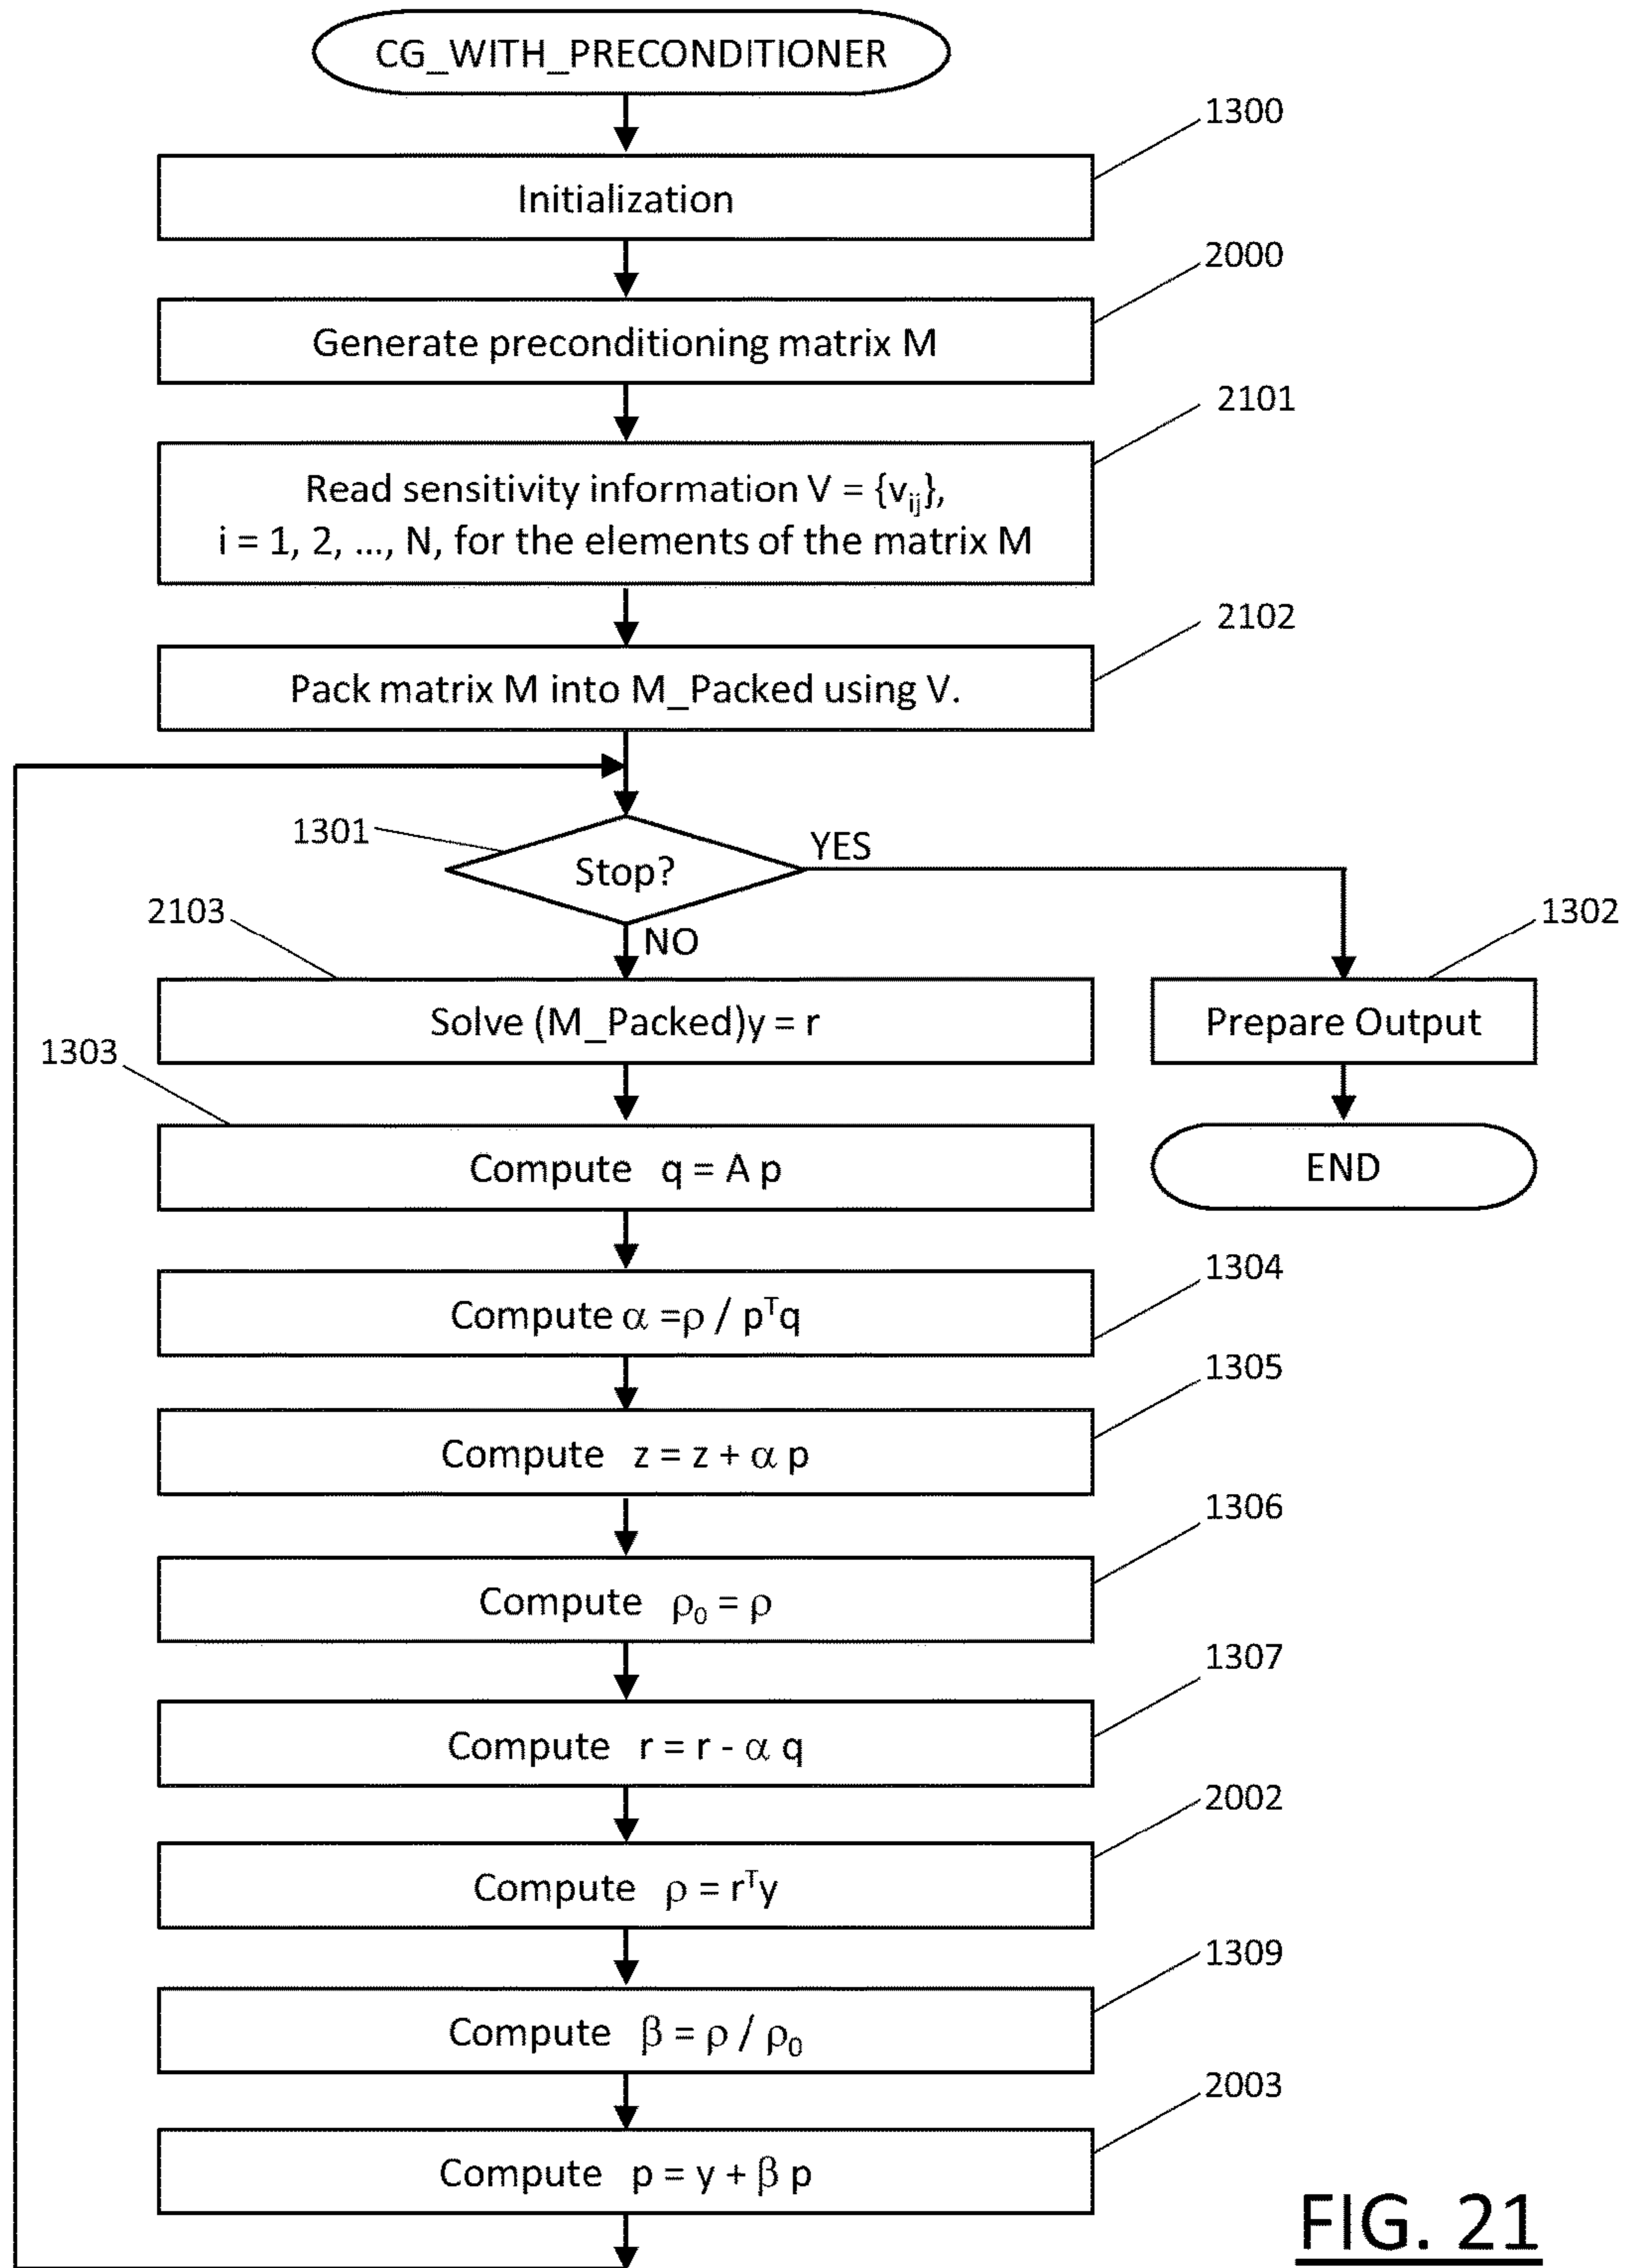 CG_WITH_PRECONDITIONER
1300
Initialization
2000
Generate preconditioning matrix M
2101
Read sensitivity information V = {v_ij},
i = 1, 2, ..., N, for the elements of the matrix M
2102
Pack matrix M into M_Packed using V.
1301
Stop?
YES
NO
2103
Solve (M_Packed)y = r
1302
Prepare Output
1303
Compute q = A p
END
1304
Compute α =ρ / pᵀq
1305
Compute z = z + α p
1306
Compute ρ₀ = ρ
1307
Compute r = r - α q
2002
Compute ρ = rᵀy
1309
Compute β = ρ / ρ₀
2003
Compute p = y + β p
FIG. 21